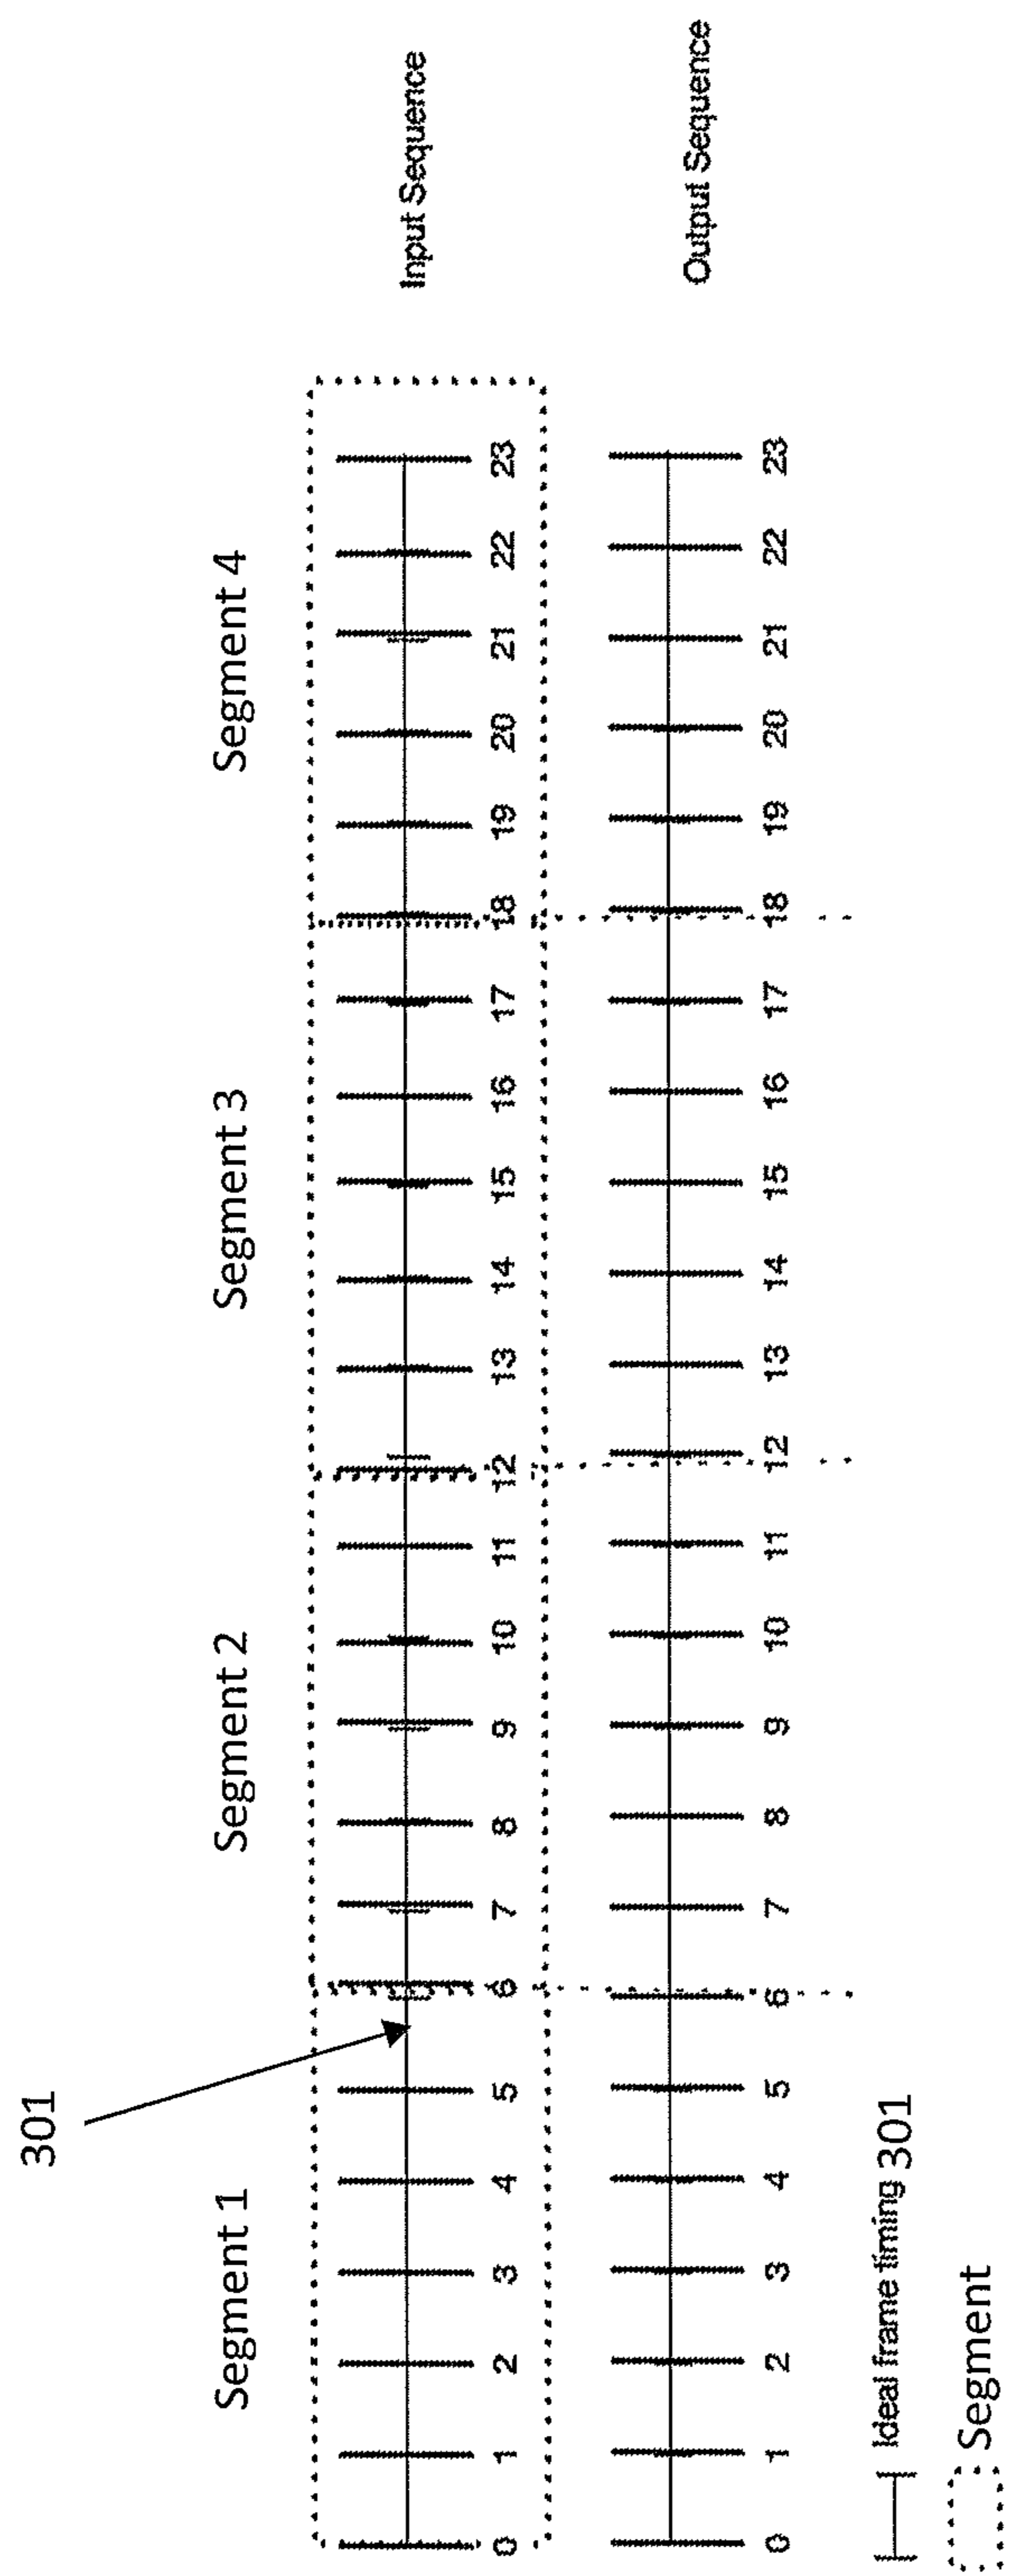 301
Segment 1 Segment 2 Segment 3 Segment 4
0 1 2 3 4 5 6 7 8 9 10 11 12 13 14 15 16 17 18 19 20 21 22 23
Input Sequence
0 1 2 3 4 5 6 7 8 9 10 11 12 13 14 15 16 17 18 19 20 21 22 23
Output Sequence
Ideal frame timing 301
Segment